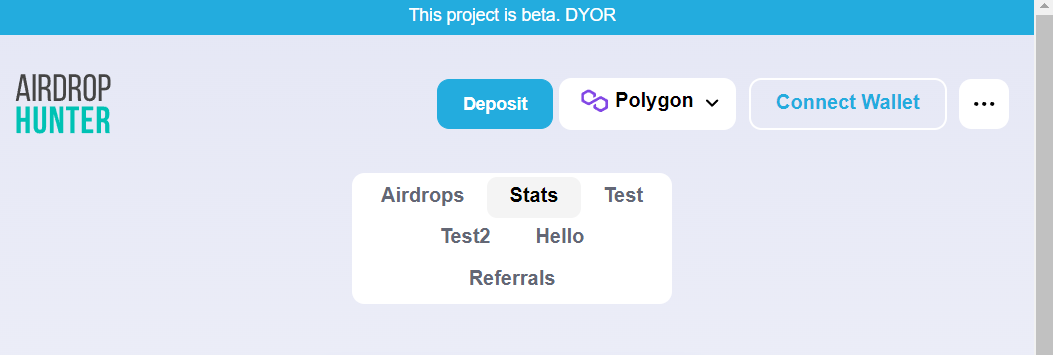 This project is beta. DYOR
AIRDROP
HUNTER
Deposit
Polygon
Connect Wallet
...
Airdrops Stats Test
Test2 Hello
Referrals